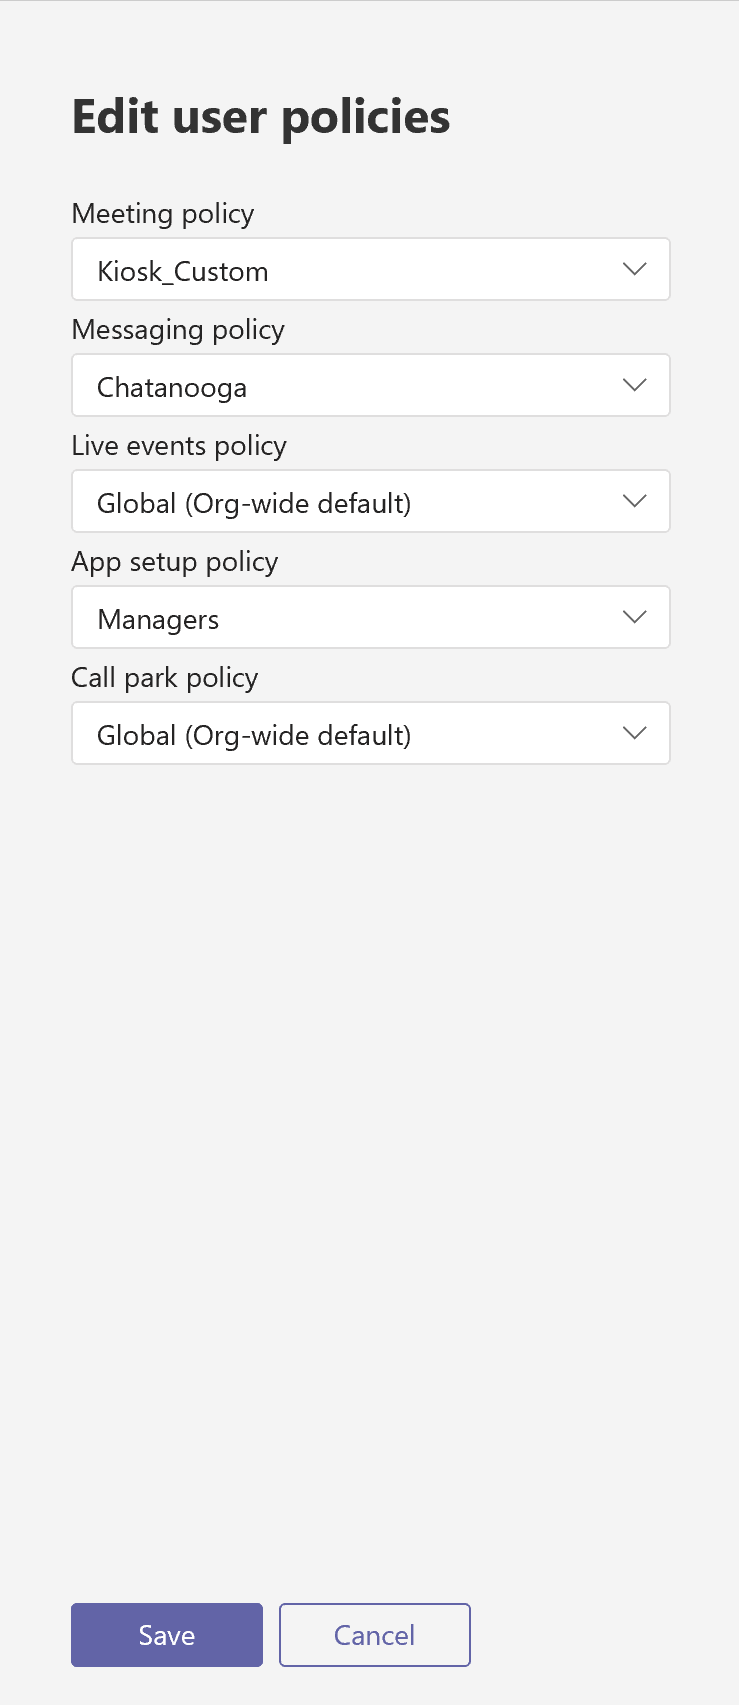 Edit user policies
Meeting policy
Kiosk_Custom
Messaging policy
Chatanooga
Live events policy
Global (Org-wide default)
App setup policy
Managers
Call park policy
Global (Org-wide default)
Save
Cancel